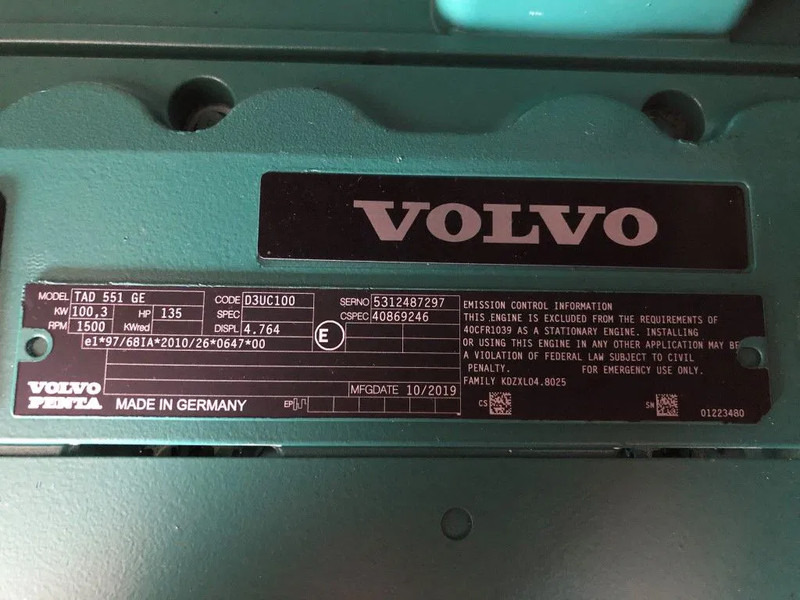 VOLVO
MODEL TAD 551 GE CODE D3UC100 SERNO 5312487297
KW 100,3 HP 135 SPEC CSPEC 40869246
RPM 1500 KWred DISPL 4.764 E
e1*97/68IA*2010/26*0647*00
MFGDATE 10/2019
VOLVO
PENTA
MADE IN GERMANY
EP
EMISSION CONTROL INFORMATION
THIS ENGINE IS EXCLUDED FROM THE REQUIREMENTS OF
40CFR1039 AS A STATIONARY ENGINE. INSTALLING
OR USING THIS ENGINE IN ANY OTHER APPLICATION MAY BE
A VIOLATION OF FEDERAL LAW SUBJECT TO CIVIL
PENALTY. FOR EMERGENCY USE ONLY.
FAMILY KDZXL04.8025
CS SN 01223480